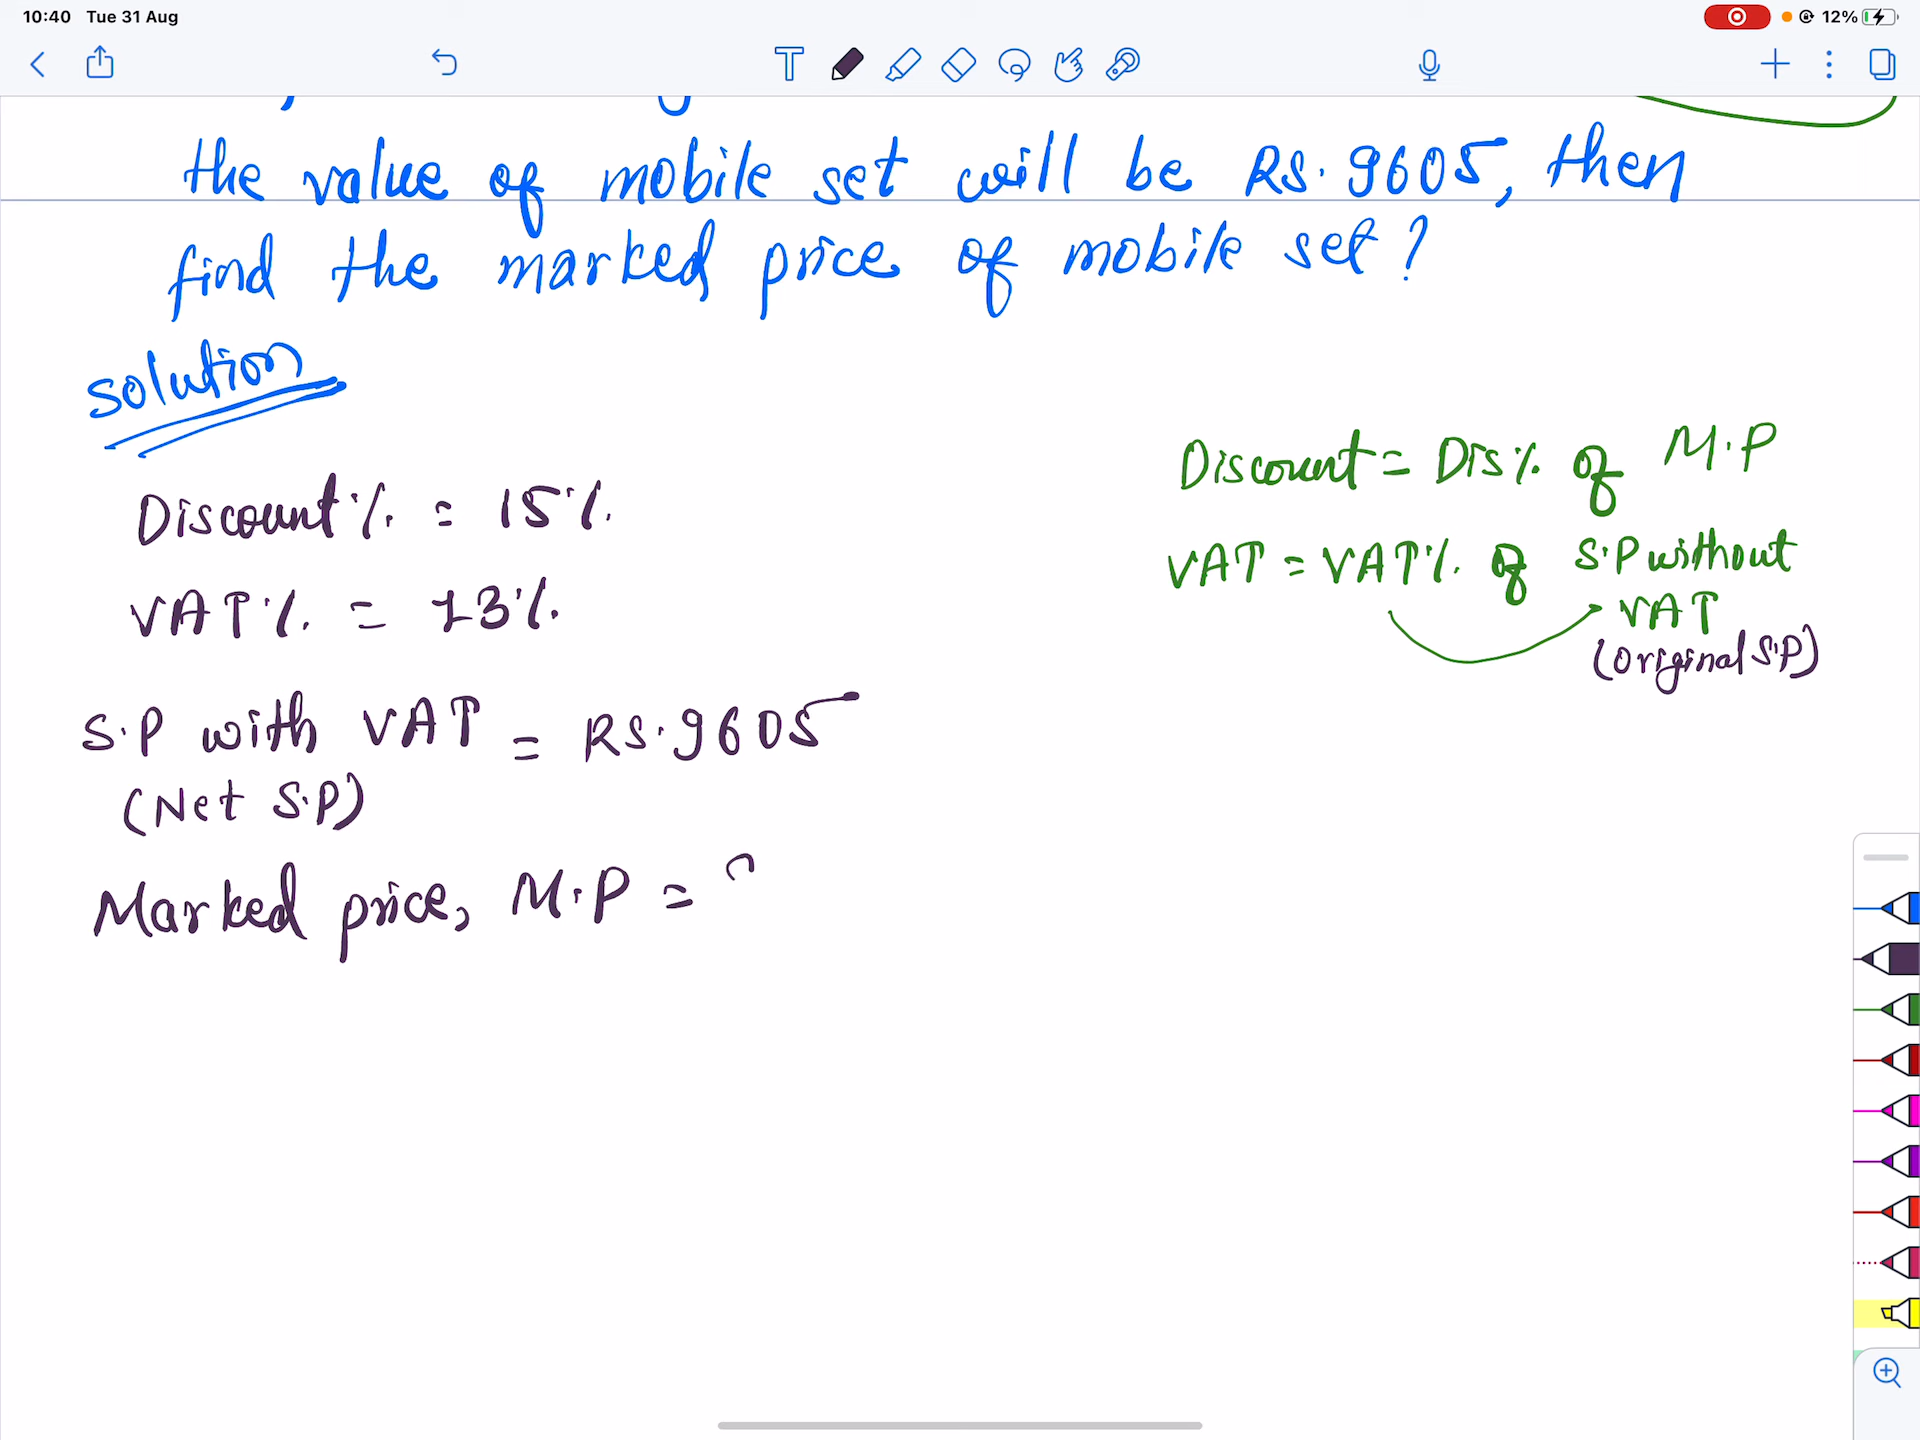 10:40 Tue 31 Aug
12%
the value of mobile set will be Rs. 9605, then
find the marked price of mobile set?
solution
Discount = Dis% of M.P
Discount% = 15%.
VAT = VAT% of S.P without
VAT
(original S.P)
VAT% = 13%.
S.P with VAT = Rs. 9605
(Net S.P)
Marked price, M.P =